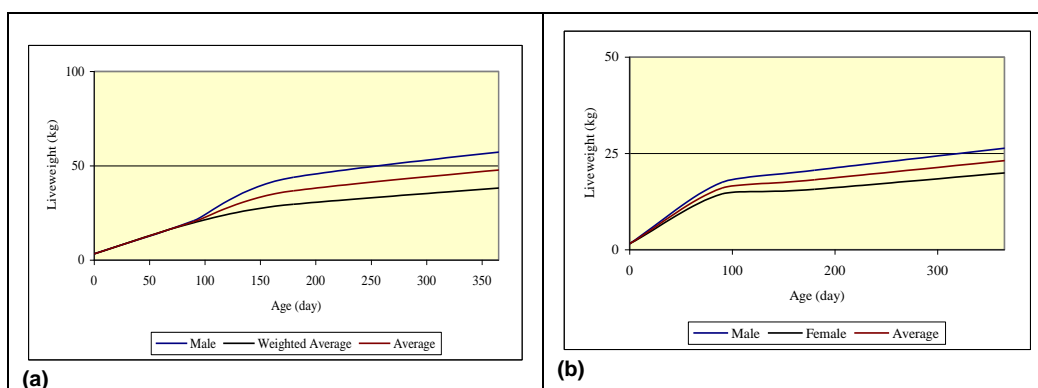 100
50
0
Liveweight (kg)
0 50 100 150 200 250 300 350
Age (day)
Male Weighted Average Average
(a)
50
25
0
Liveweight (kg)
0 100 200 300
Age (day)
Male Female Average
(b)